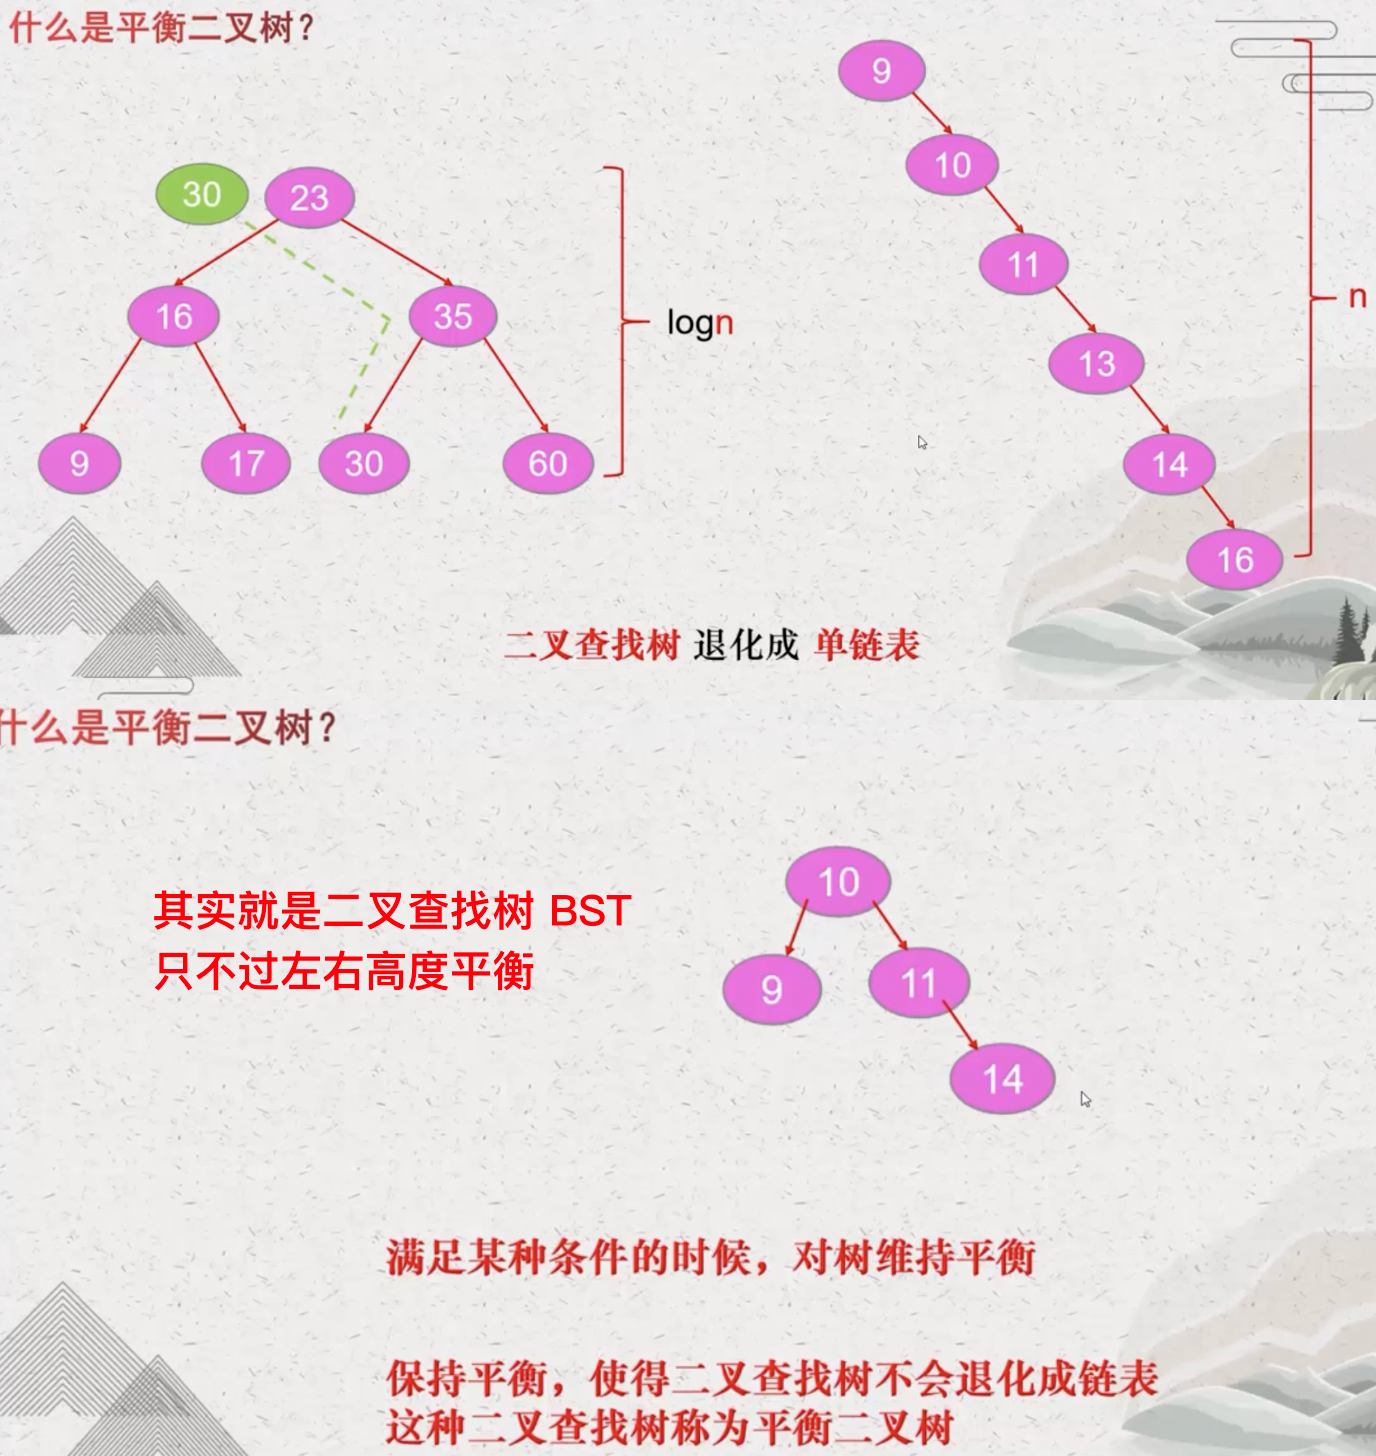 什么是平衡二叉树?
9
10
30
23
11
16
35
logn
n
13
9
17
30
60
14
16
二叉查找树 退化成 单链表
什么是平衡二叉树?
10
其实就是二叉查找树 BST
只不过左右高度平衡
9
11
14
满足某种条件的时候，对树维持平衡
保持平衡，使得二叉查找树不会退化成链表
这种二叉查找树称为平衡二叉树